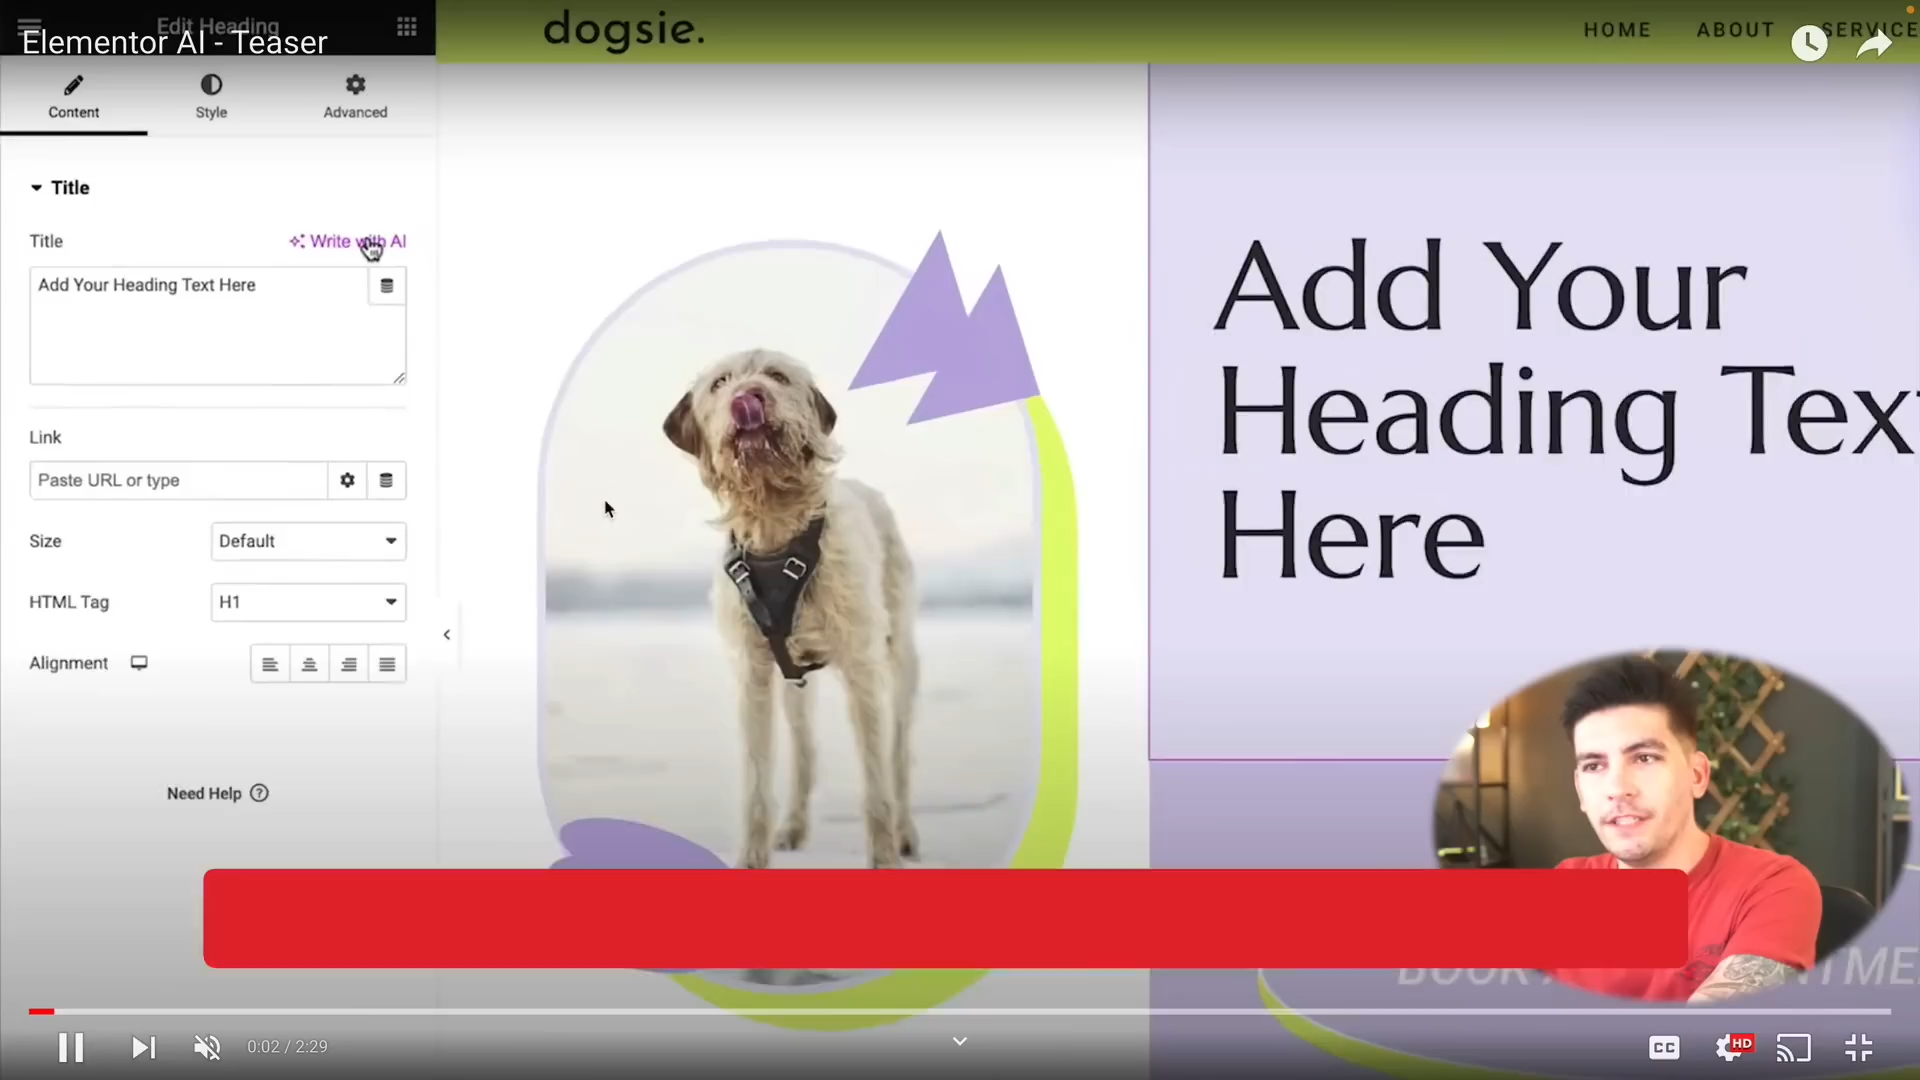 Edit Heading
Elementor AI - Teaser
dogsie.
HOME ABOUT SERVICE
Content Style Advanced
Title
Title Write with AI
Add Your Heading Text Here
Link
Paste URL or type
Size Default
HTML Tag H1
Alignment
Need Help ?
Add Your
Heading Tex
Here
BOOK
0:02 / 2:29
CC
HD